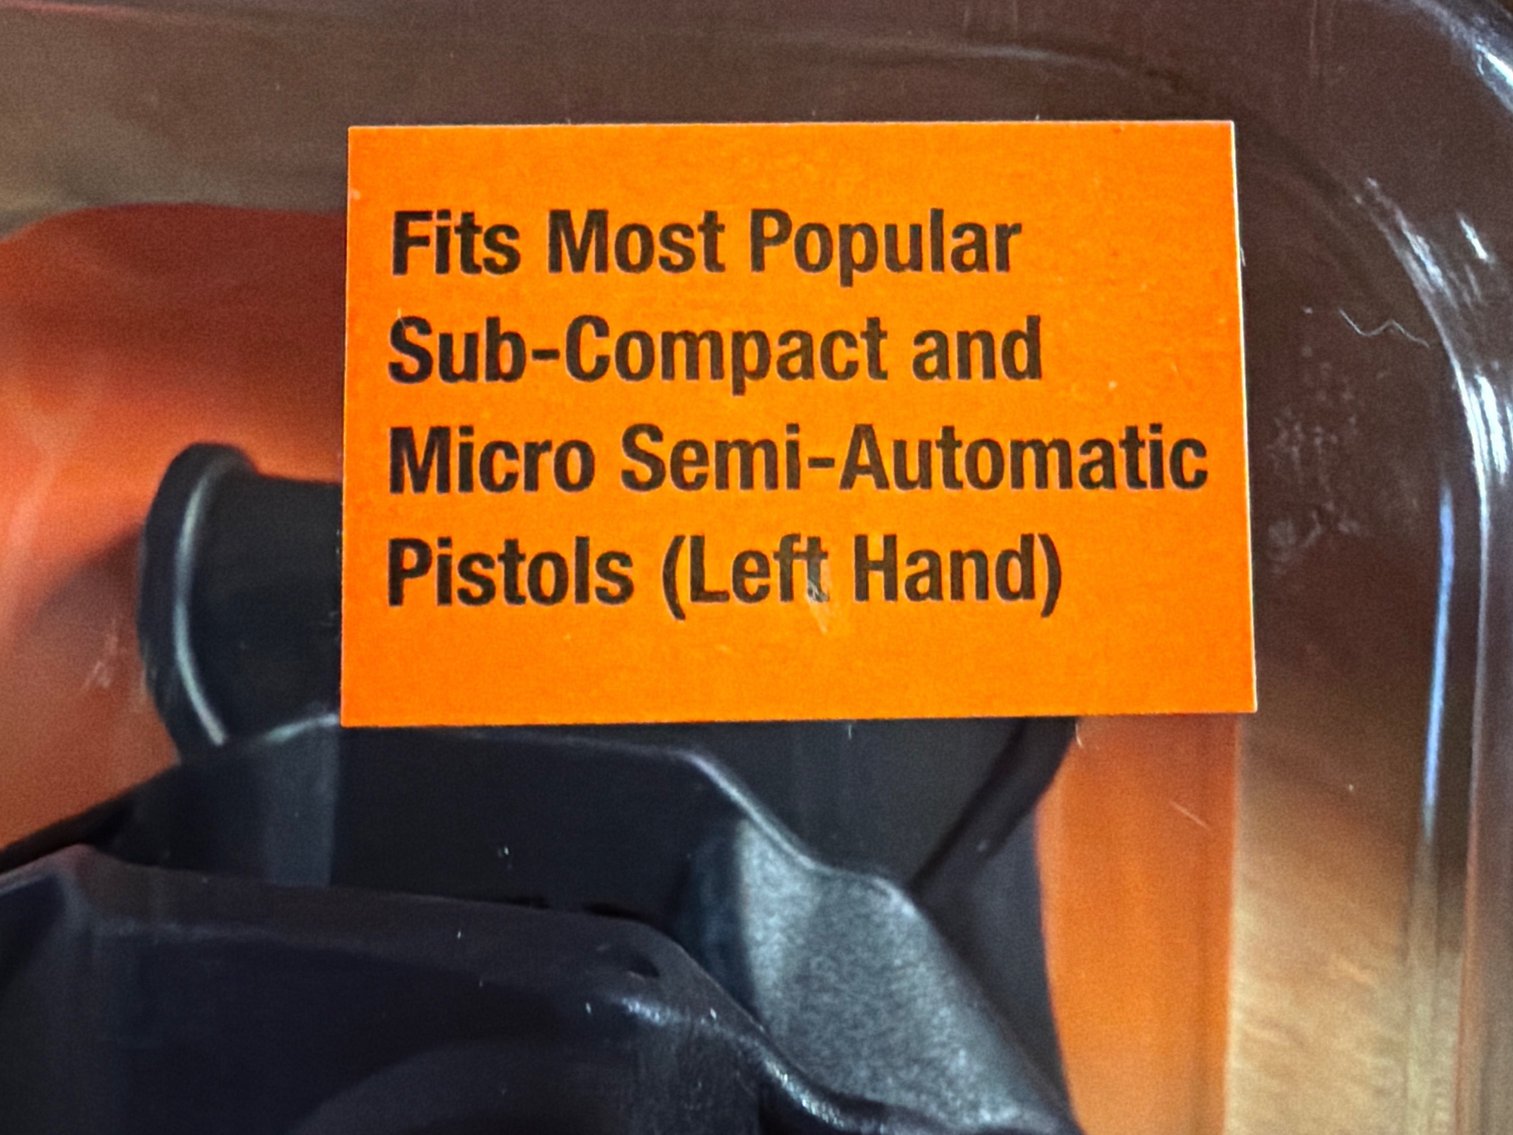 Fits Most Popular
Sub-Compact and
Micro Semi-Automatic
Pistols (Left Hand)